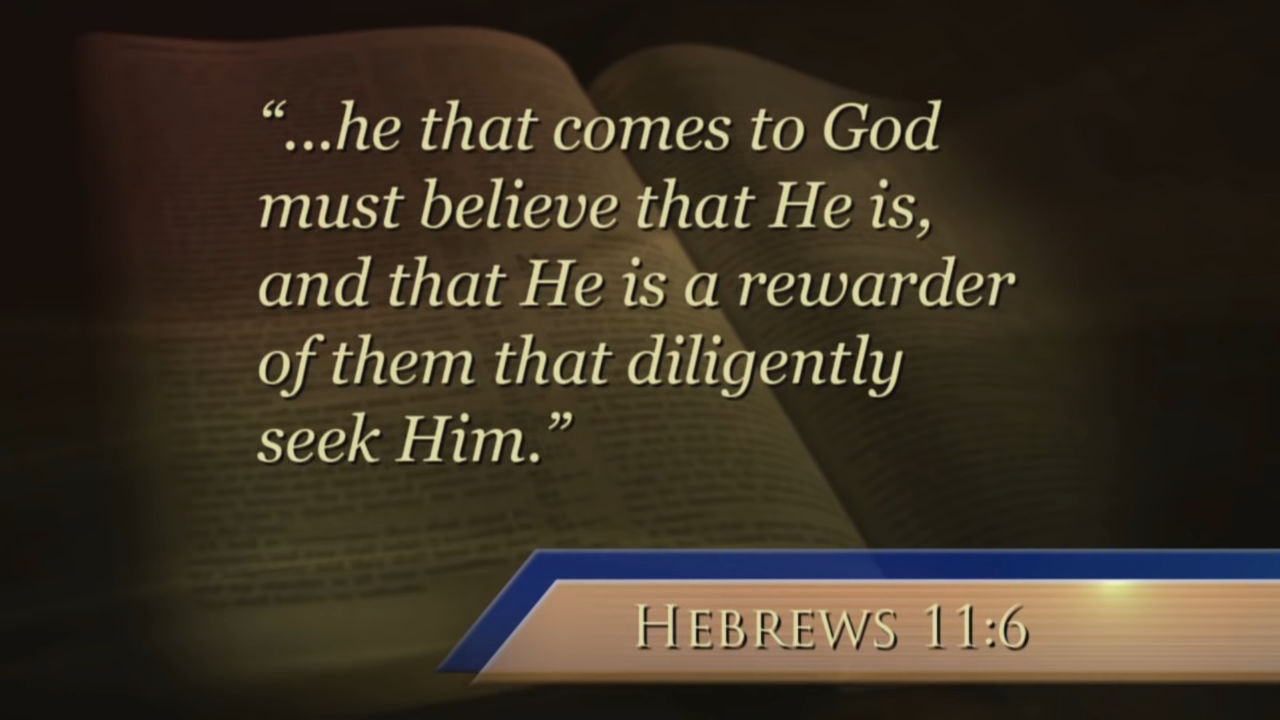 “...he that comes to God
must believe that He is,
and that He is a rewarder
of them that diligently
seek Him.”
HEBREWS 11:6